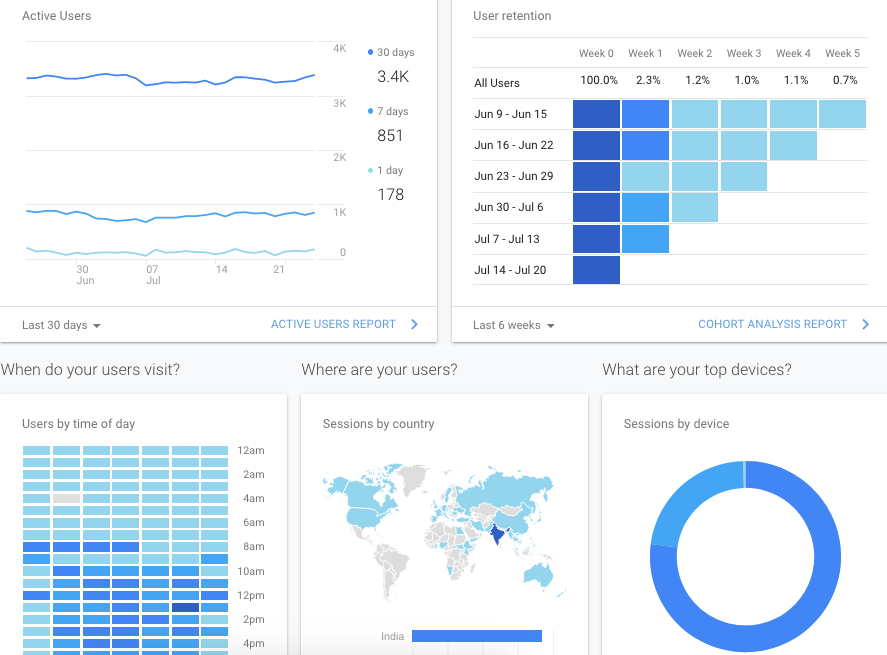 Active Users
4K
3K
2K
1K
0
30 Jun
07 Jul
14
21
30 days
3.4K
7 days
851
1 day
178
Last 30 days
ACTIVE USERS REPORT
User retention
Week 0 Week 1 Week 2 Week 3 Week 4 Week 5
All Users 100.0% 2.3% 1.2% 1.0% 1.1% 0.7%
Jun 9 - Jun 15
Jun 16 - Jun 22
Jun 23 - Jun 29
Jun 30 - Jul 6
Jul 7 - Jul 13
Jul 14 - Jul 20
Last 6 weeks
COHORT ANALYSIS REPORT
When do your users visit?
Users by time of day
12am
2am
4am
6am
8am
10am
12pm
2pm
4pm
Where are your users?
Sessions by country
India
What are your top devices?
Sessions by device